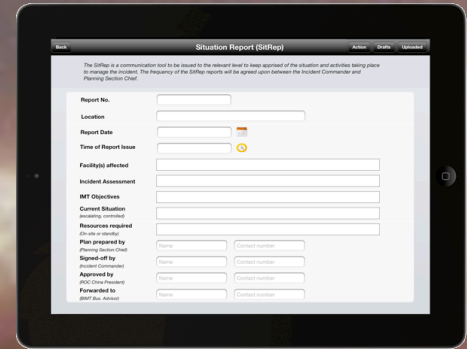 Back Situation Report (SitRep) Action Drafts Uploaded
The SitRep is a communication tool to be issued to the relevant level to keep apprised of the situation and activities taking place
to manage the incident. The frequency of the SitRep reports will be agreed upon between the Incident Commander and
Planning Section Chief.
Report No.
Location
Report Date
Time of Report Issue
Facility(s) affected
Incident Assessment
IMT Objectives
Current Situation
(escalating, controlled)
Resources required
(On-site or standby)
Plan prepared by Name Contact number
(Planning Section Chief)
Signed-off by Name Contact number
(Incident Commander)
Approved by Name Contact number
(RGC China President)
Forwarded to Name Contact number
(BIMT Bus. Advisor)